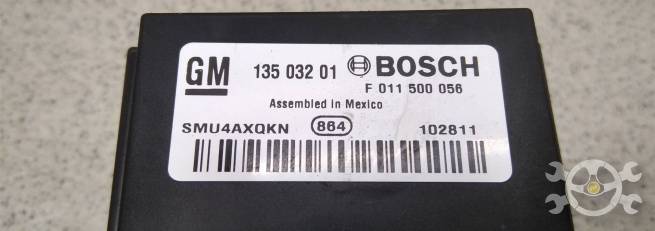 GM 135 032 01 BOSCH
F 011 500 056
Assembled in Mexico
SMU4AXQKN 864 102811